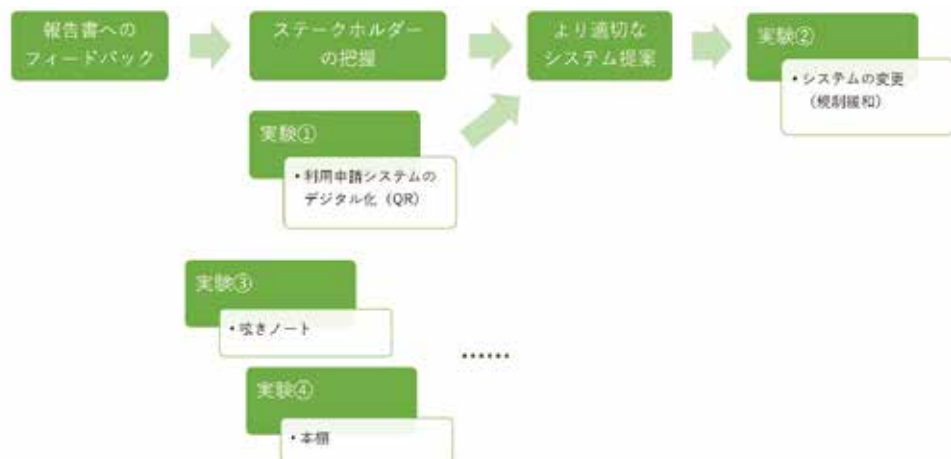 報告書への
フィードバック
ステークホルダー
の把握
より適切な
システム提案
実験②
・システムの変更
（規制緩和）
実験①
・利用申請システムの
デジタル化（QR）
実験③
・呟きノート
……
実験④
・本棚